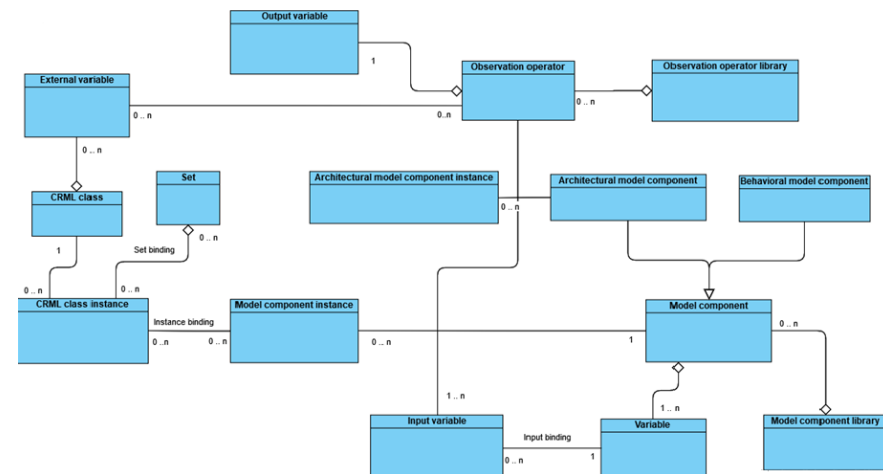 Output variable
1
Observation operator
Observation operator library
External variable
0 .. n
0..n
0 .. n
0 .. n
Set
Architectural model component instance
Architectural model component
Behavioral model component
CRML class
0 .. n
0 .. n
1
Set binding
0 .. n
0 .. n
CRML class instance
Model component instance
Model component
Instance binding
0 .. n
0 .. n
0 .. n
1
0 .. n
1 .. n
1 .. n
Input variable
Variable
Model component library
Input binding
0 .. n
1